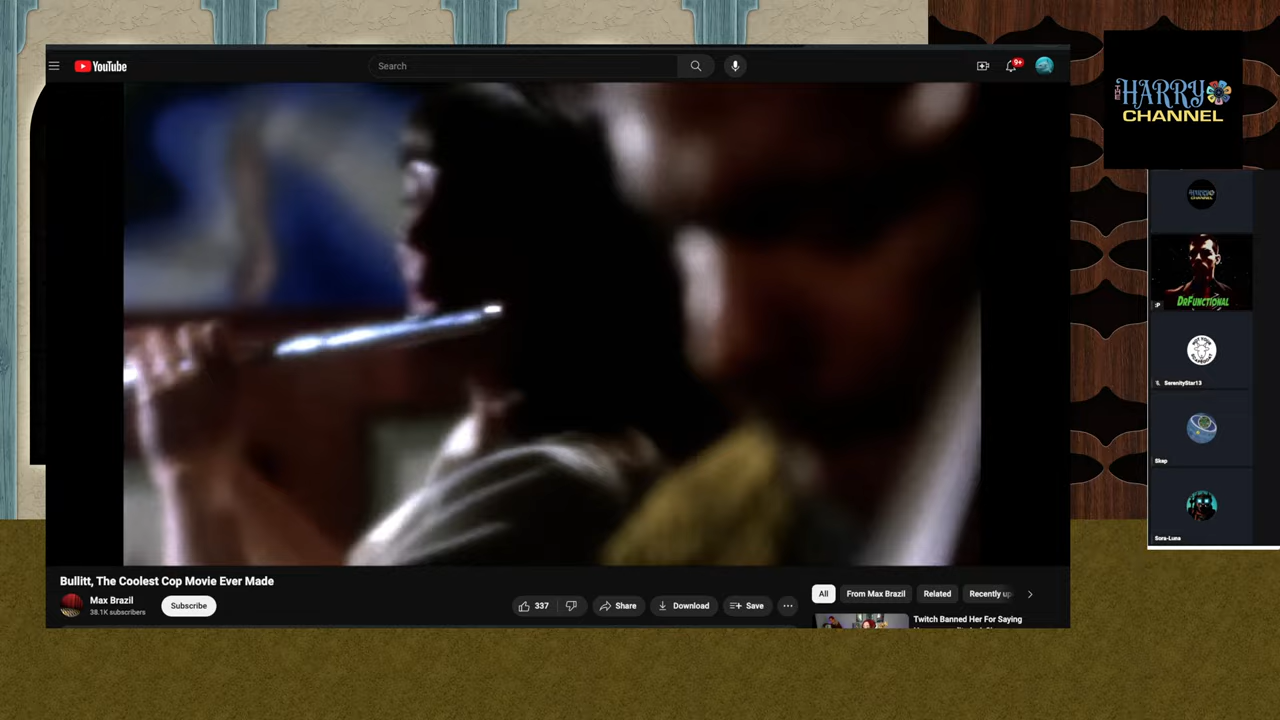 YouTube
Search
9+
THE
HARRY
CHANNEL
DRFUNCTIONAL
:P
SerenityStar13
Skep
Sora-Luna
Bullitt, The Coolest Cop Movie Ever Made
Max Brazil
38.1K subscribers
Subscribe
337
Share
Download
Save
All
From Max Brazil
Related
Recently up
Twitch Banned Her For Saying